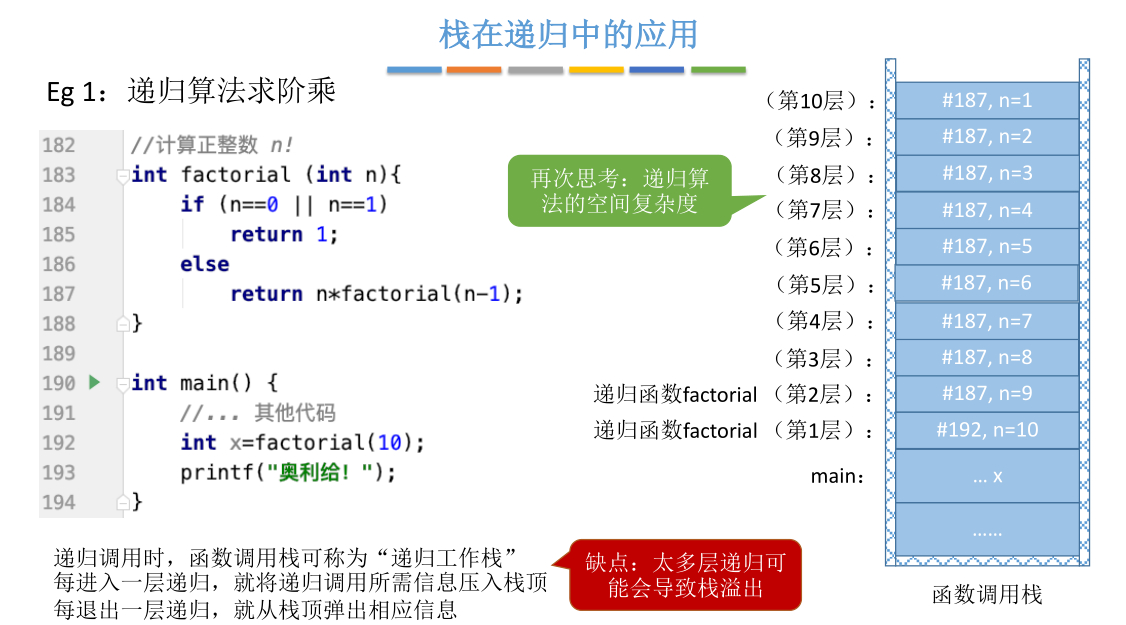 栈在递归中的应用
Eg 1：递归算法求阶乘
182 //计算正整数 n!
183 int factorial (int n){
184 if (n==0 || n==1)
185 return 1;
186 else
187 return n*factorial(n-1);
188 }
189
190 int main() {
191 //... 其他代码
192 int x=factorial(10);
193 printf("奥利给！");
194 }
再次思考：递归算
法的空间复杂度
（第10层）： #187, n=1
（第9层）： #187, n=2
（第8层）： #187, n=3
（第7层）： #187, n=4
（第6层）： #187, n=5
（第5层）： #187, n=6
（第4层）： #187, n=7
（第3层）： #187, n=8
递归函数factorial （第2层）： #187, n=9
递归函数factorial （第1层）： #192, n=10
main： ... x
......
函数调用栈
递归调用时，函数调用栈可称为“递归工作栈”
每进入一层递归，就将递归调用所需信息压入栈顶
每退出一层递归，就从栈顶弹出相应信息
缺点：太多层递归可
能会导致栈溢出